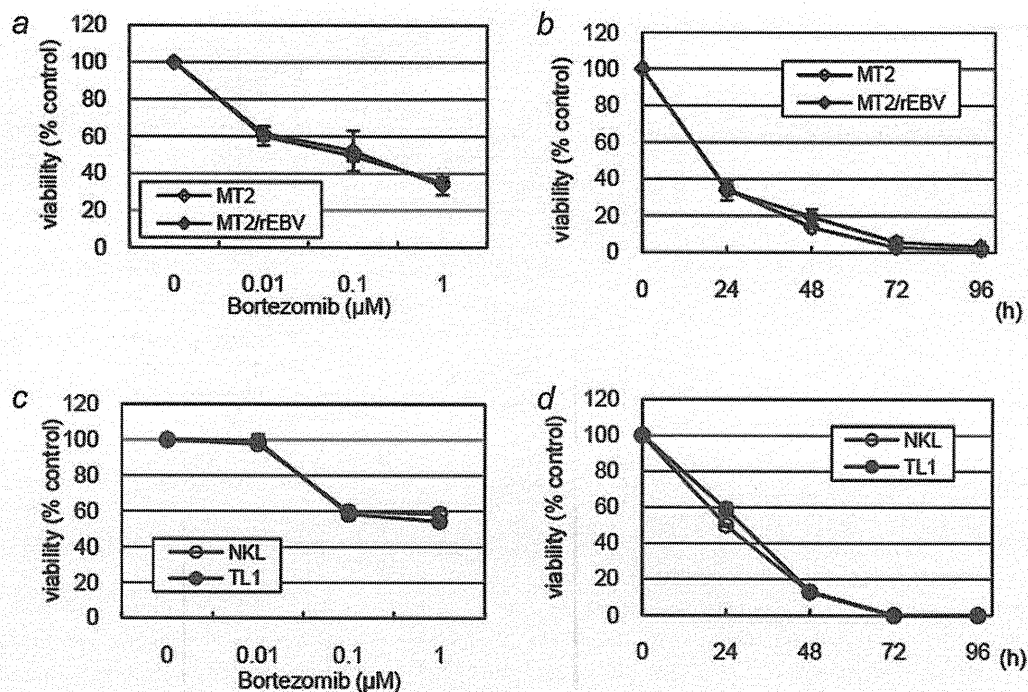 a
viability (% control)
120
100
80
60
40
20
0
MT2
MT2/rEBV
0 0.01 0.1 1
Bortezomib (µM)
b
viability (% control)
120
100
80
60
40
20
0
MT2
MT2/rEBV
0 24 48 72 96
(h)
c
viability (% control)
120
100
80
60
40
20
0
NKL
TL1
0 0.01 0.1 1
Bortezomib (µM)
d
viability (% control)
120
100
80
60
40
20
0
NKL
TL1
0 24 48 72 96
(h)